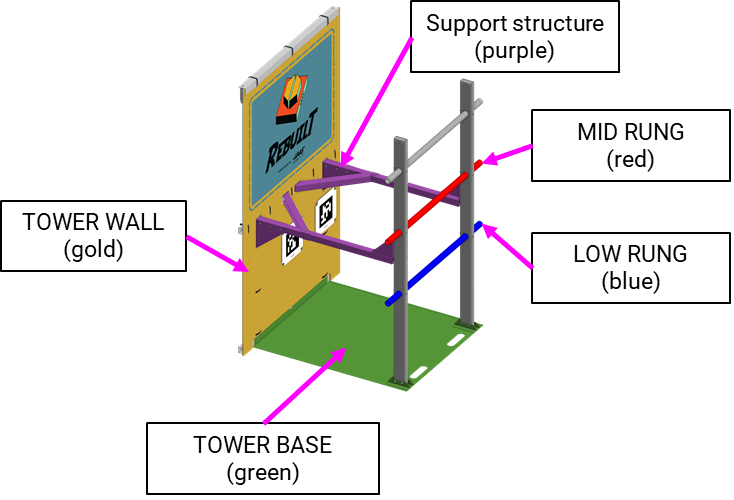 Support structure
(purple)
MID RUNG
(red)
REBUILT
TOWER WALL
(gold)
LOW RUNG
(blue)
TOWER BASE
(green)